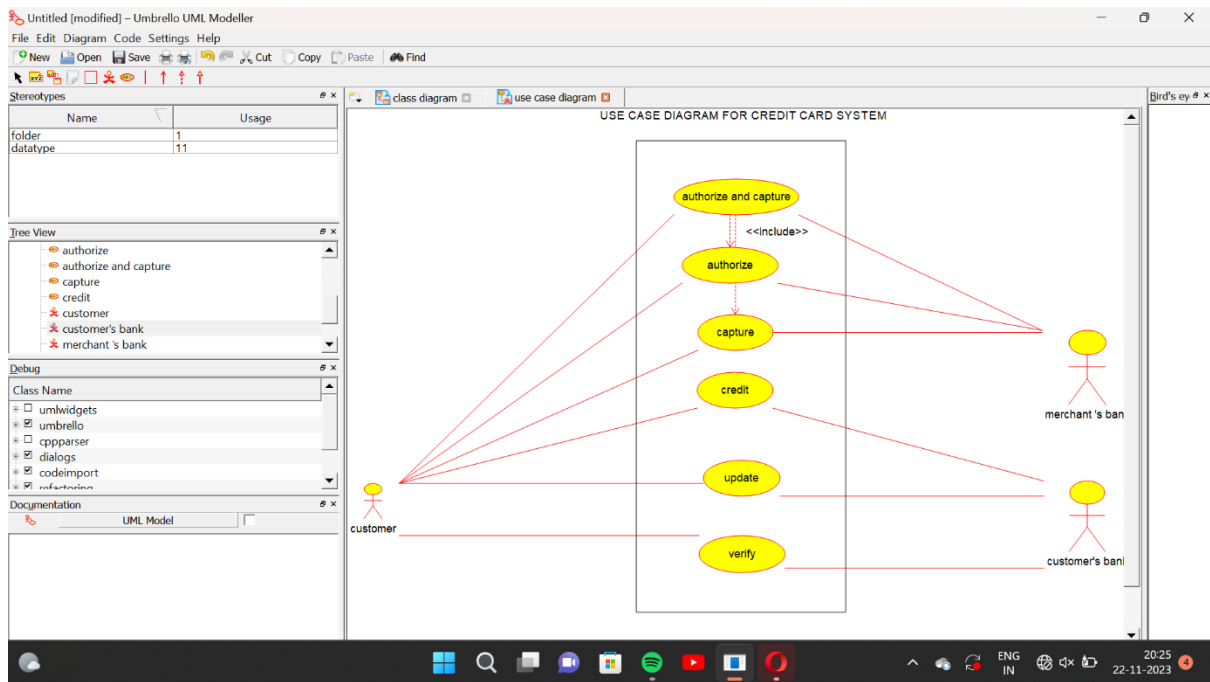 Untitled [modified] – Umbrello UML Modeller
File Edit Diagram Code Settings Help
New Open Save Cut Copy Paste Find
Stereotypes
Name Usage
folder 1
datatype 11
Tree View
authorize
authorize and capture
capture
credit
customer
customer's bank
merchant 's bank
Debug
Class Name
umlwidgets
umbrello
cppparser
dialogs
codeimport
refactoring
Documentation
UML Model
class diagram
use case diagram
USE CASE DIAGRAM FOR CREDIT CARD SYSTEM
authorize and capture
<<include>>
authorize
capture
credit
update
verify
customer
merchant 's ban
customer's banl
Bird's ey
ENG
IN
20:25
22-11-2023
4